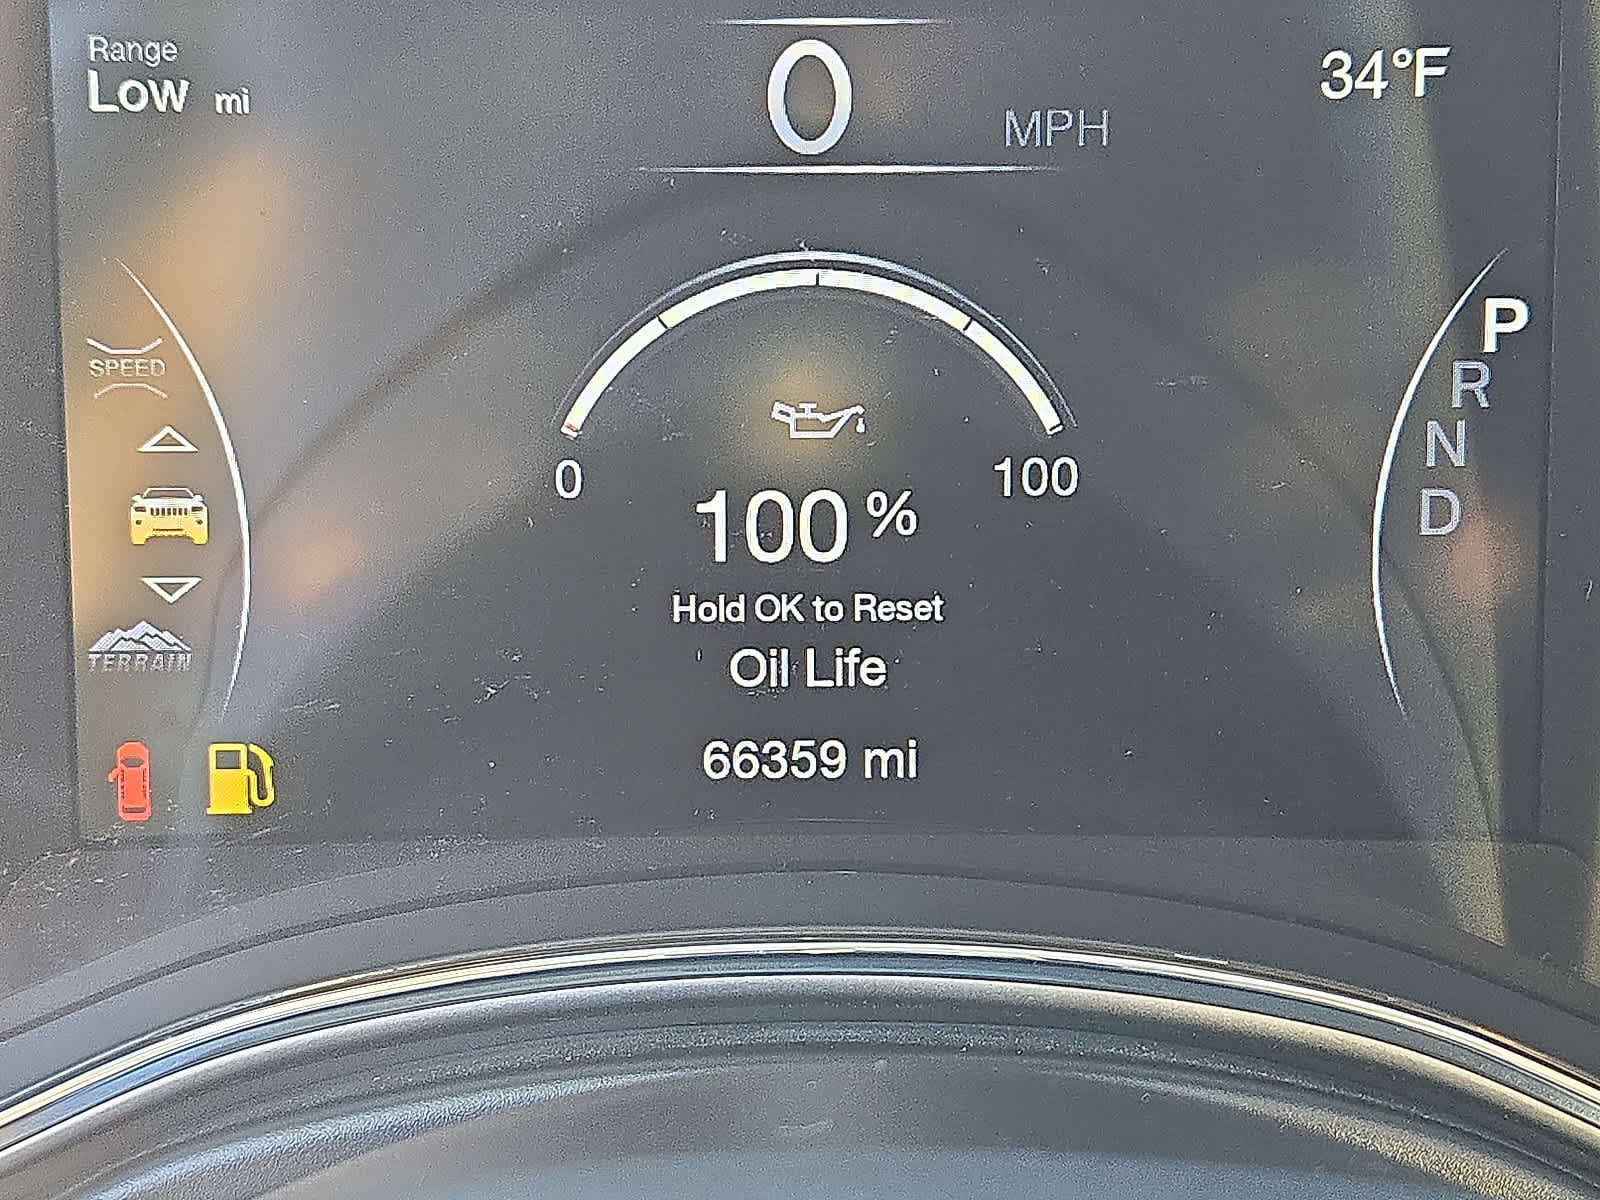 Range
Low mi
0 MPH
34°F
SPEED
TERRAIN
0
100
100 %
Hold OK to Reset
Oil Life
66359 mi
P
R
N
D